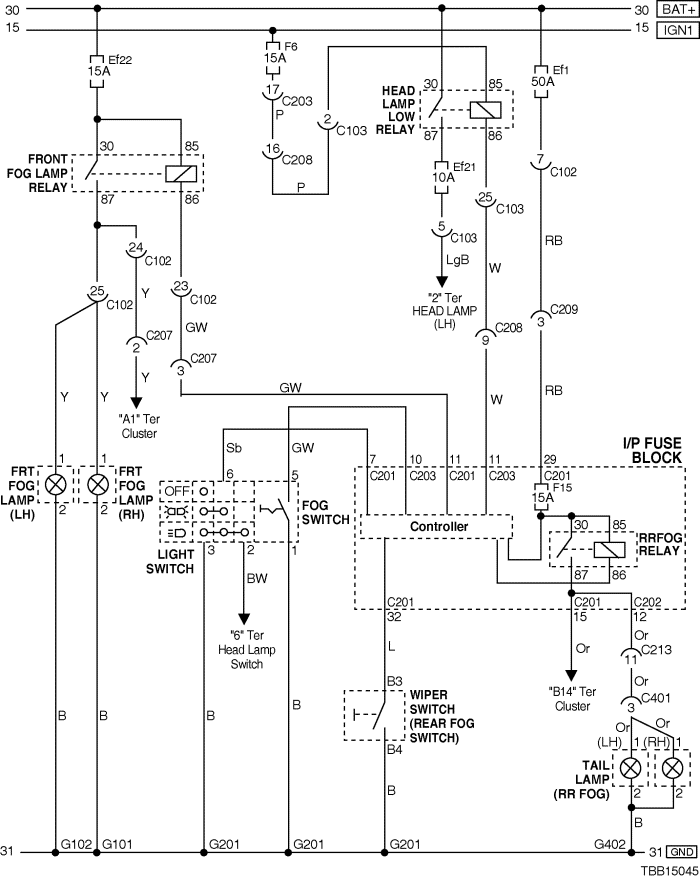 30
30 BAT+
15
15 IGN1
Ef22
15A
F6
15A
Ef1
50A
17 C203
P
16 C208
P
2 C103
HEAD
LAMP
LOW
RELAY
30 85
87 86
Ef21
10A
5 C103
LgB
"2" Ter
HEAD LAMP
(LH)
25 C103
W
C208
9
W
7 C102
RB
C209
3
RB
FRONT
FOG LAMP
RELAY
30 85
87 86
24 C102
25 C102
Y
C207
2
Y
"A1" Ter
Cluster
23 C102
GW
C207
3
GW
Y Y
Sb GW
7 10 11 11 29
C201 C203 C201 C203 C201
I/P FUSE
BLOCK
F15
15A
Controller
30 85
RRFOG
RELAY
87 86
C201 C201 C202
32 15 12
FRT
FOG
LAMP
(LH)
1
2
FRT
FOG
LAMP
(RH)
1
2
6 5
OFF
FOG
SWITCH
LIGHT
SWITCH
3 2 1
BW
"6" Ter
Head Lamp
Switch
L
B3
WIPER
SWITCH
(REAR FOG
SWITCH)
B4
B
Or
"B14" Ter
Cluster
Or
C213
11
Or
C401
3
Or Or
(LH) 1 (RH) 1
TAIL
LAMP
(RR FOG)
2 2
B
B B B B
31 G102 G101 G201 G201 G201 G402 31 GND
TBB15045